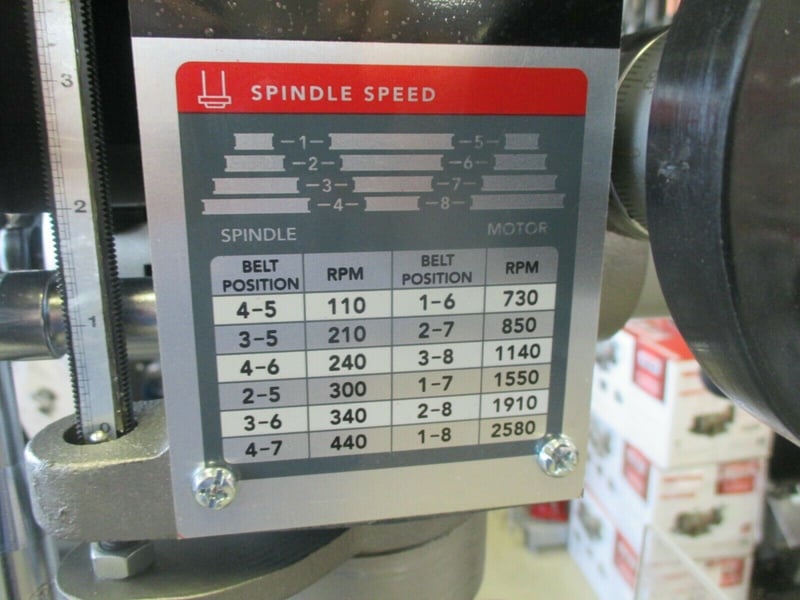 SPINDLE SPEED
1 5
2 6
3 7
4 8
SPINDLE MOTOR
BELT POSITION RPM BELT POSITION RPM
4-5 110 1-6 730
3-5 210 2-7 850
4-6 240 3-8 1140
2-5 300 1-7 1550
3-6 340 2-8 1910
4-7 440 1-8 2580
3
2
1
0